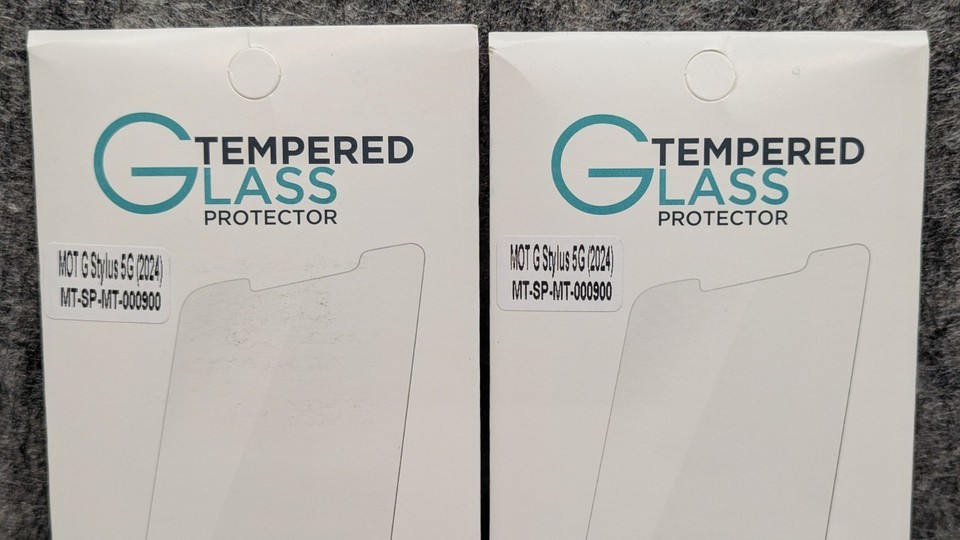 TEMPERED
GLASS
PROTECTOR
MOT G Stylus 5G (2024)
MT-SP-MT-000900
TEMPERED
GLASS
PROTECTOR
MOT G Stylus 5G (2024)
MT-SP-MT-000900